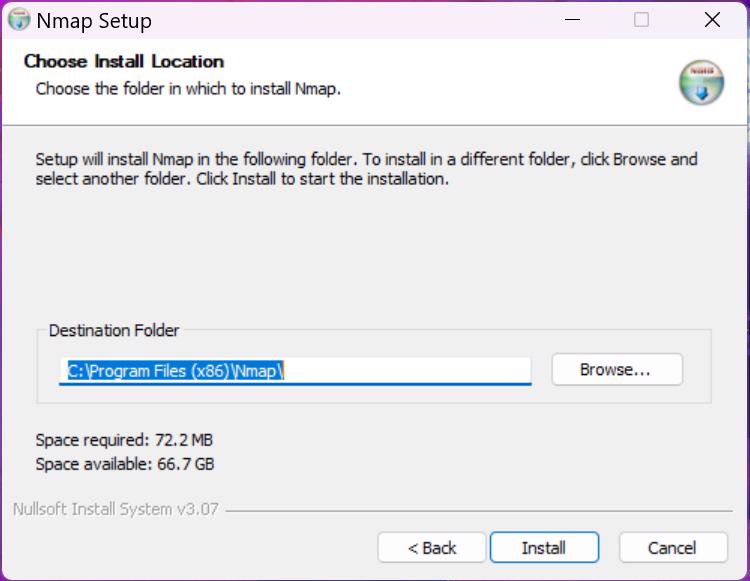 Nmap Setup
Choose Install Location
Choose the folder in which to install Nmap.
Setup will install Nmap in the following folder. To install in a different folder, click Browse and
select another folder. Click Install to start the installation.
Destination Folder
C:\Program Files (x86)\Nmap\
Browse...
Space required: 72.2 MB
Space available: 66.7 GB
Nullsoft Install System v3.07
< Back
Install
Cancel